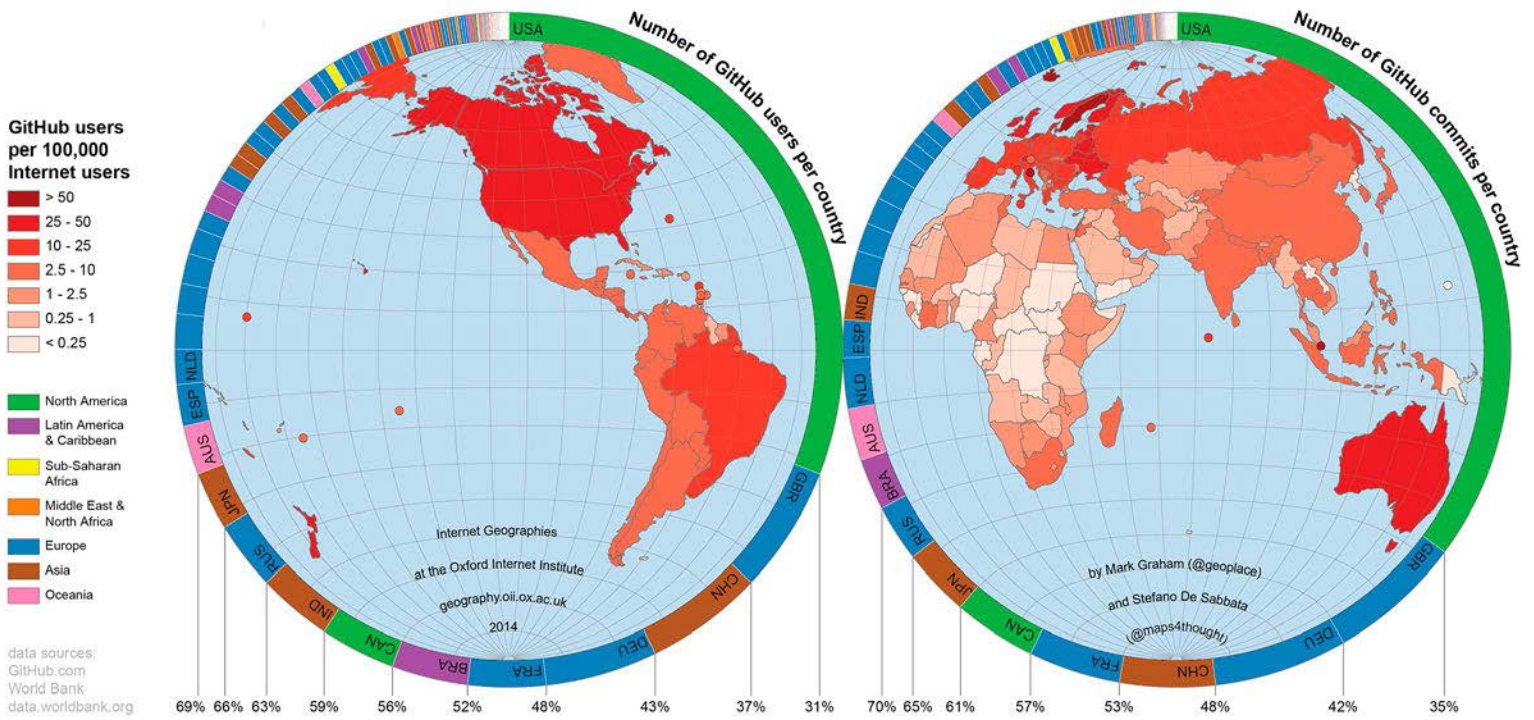 GitHub users
per 100,000
Internet users
> 50
25 - 50
10 - 25
2.5 - 10
1 - 2.5
0.25 - 1
< 0.25
North America
Latin America
& Caribbean
Sub-Saharan
Africa
Middle East &
North Africa
Europe
Asia
Oceania
data sources:
GitHub.com
World Bank
data.worldbank.org
Number of GitHub users per country
USA
GBR
CHN
DEU
FRA
BRA
CAN
IND
RUS
JPN
AUS
ESP
NLD
Internet Geographies
at the Oxford Internet Institute
geography.oii.ox.ac.uk
2014
69% 66% 63% 59% 56% 52% 48% 43% 37% 31%
Number of GitHub commits per country
USA
GBR
DEU
CHN
FRA
CAN
JPN
RUS
BRA
AUS
NLD
ESP
IND
by Mark Graham (@geoplace)
and Stefano De Sabbata
(@maps4thought)
70% 65% 61% 57% 53% 48% 42% 35%